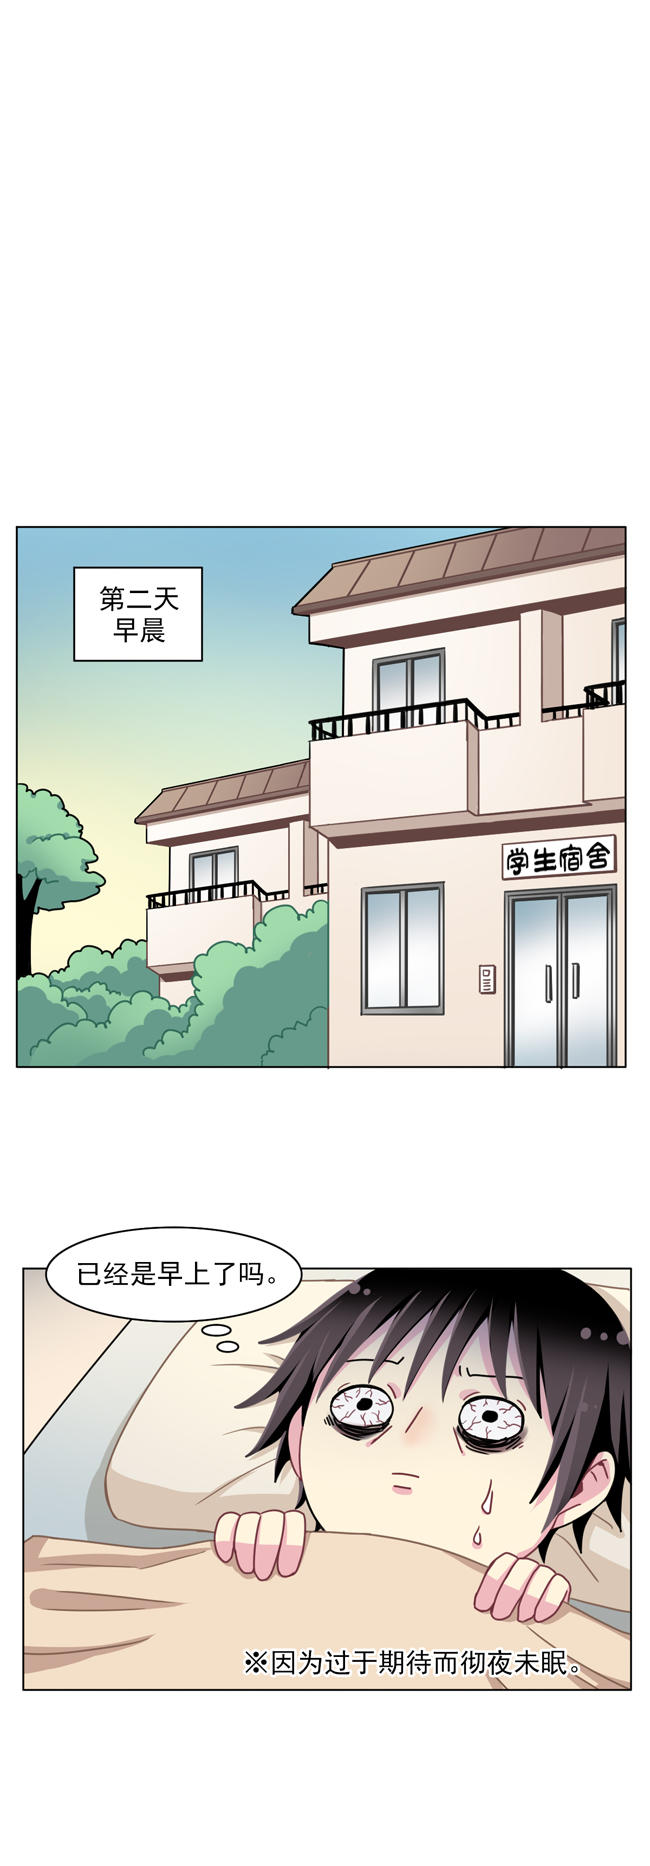 第二天
早晨
学生宿舍
已经是早上了吗。
※因为过于期待而彻夜未眠。